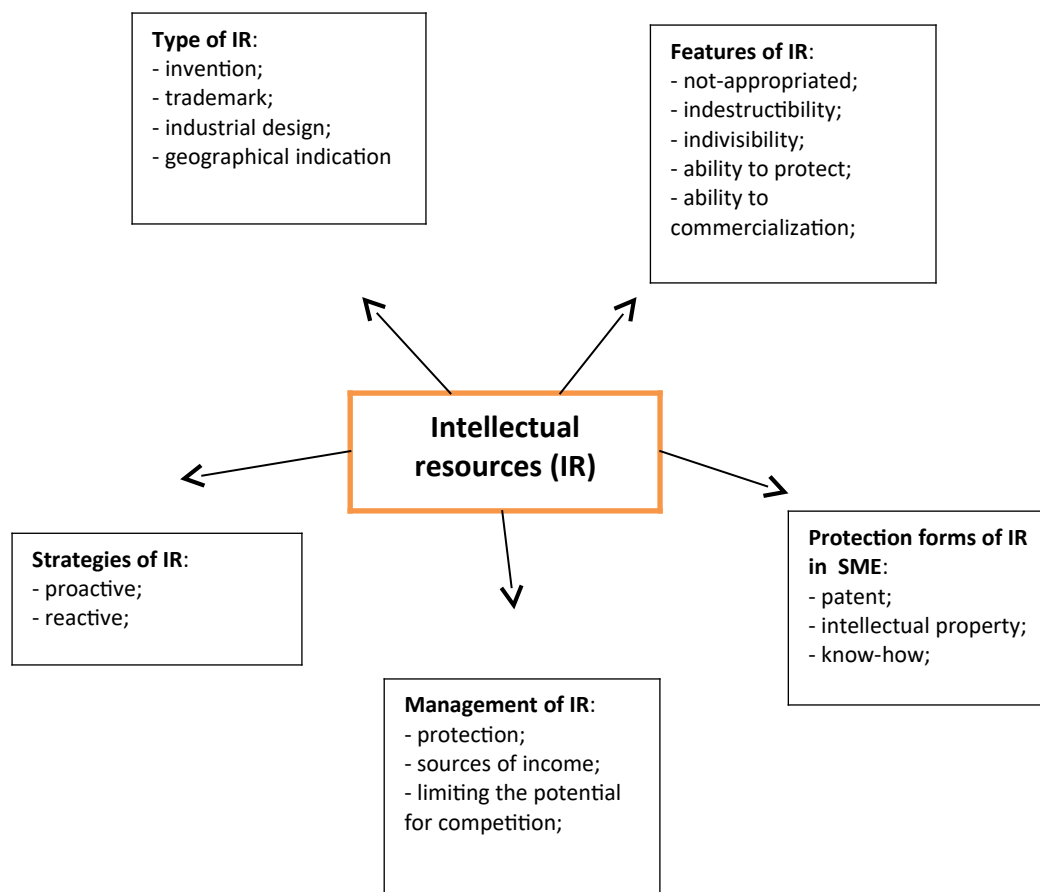 Type of IR:
- invention;
- trademark;
- industrial design;
- geographical indication
Features of IR:
- not-appropriated;
- indestructibility;
- indivisibility;
- ability to protect;
- ability to
commercialization;
Intellectual
resources (IR)
Strategies of IR:
- proactive;
- reactive;
Protection forms of IR
in SME:
- patent;
- intellectual property;
- know-how;
Management of IR:
- protection;
- sources of income;
- limiting the potential
for competition;